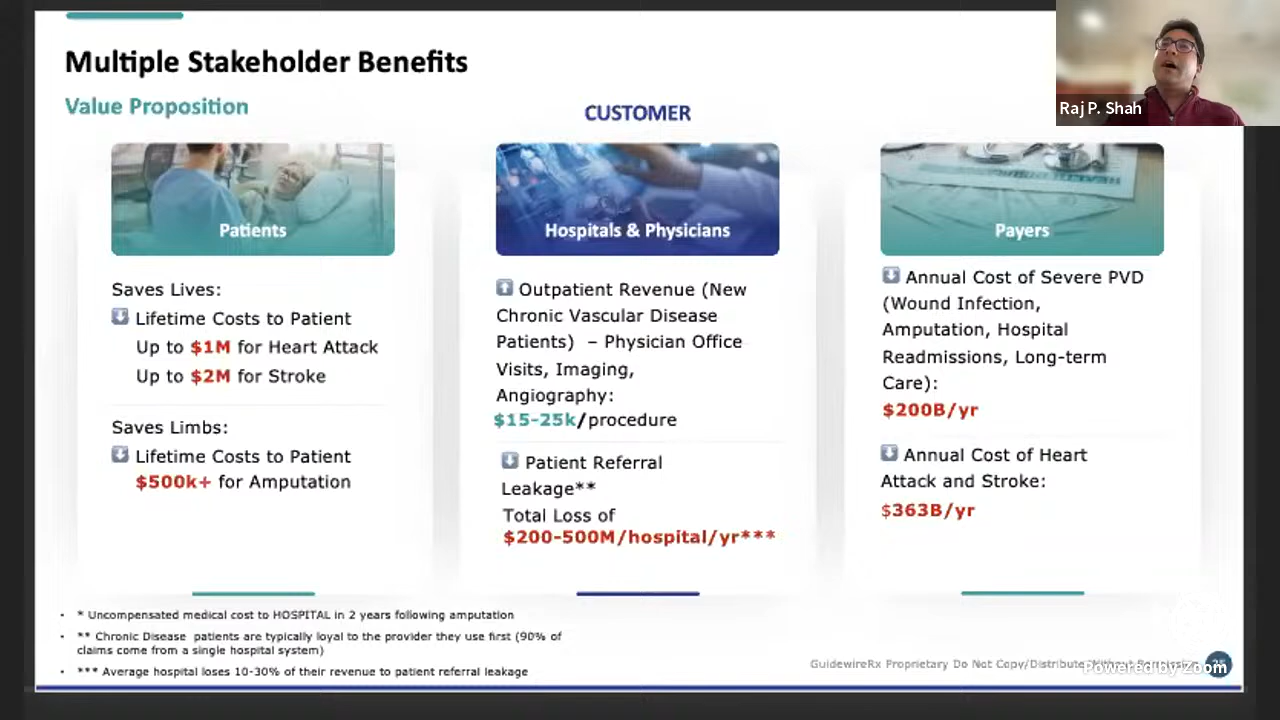 Multiple Stakeholder Benefits
Value Proposition
CUSTOMER
Raj P. Shah
Patients
Saves Lives:
Lifetime Costs to Patient
Up to $1M for Heart Attack
Up to $2M for Stroke
Saves Limbs:
Lifetime Costs to Patient
$500k+ for Amputation
Hospitals & Physicians
Outpatient Revenue (New
Chronic Vascular Disease
Patients) – Physician Office
Visits, Imaging,
Angiography:
$15-25k/procedure
Patient Referral
Leakage**
Total Loss of
$200-500M/hospital/yr***
Payers
Annual Cost of Severe PVD
(Wound Infection,
Amputation, Hospital
Readmissions, Long-term
Care):
$200B/yr
Annual Cost of Heart
Attack and Stroke:
$363B/yr
• * Uncompensated medical cost to HOSPITAL in 2 years following amputation
• ** Chronic Disease patients are typically loyal to the provider they use first (90% of
claims come from a single hospital system)
• *** Average hospital loses 10-30% of their revenue to patient referral leakage
GuidewireRx Proprietary Do Not Copy/Distribute Without
Powered by Zoom